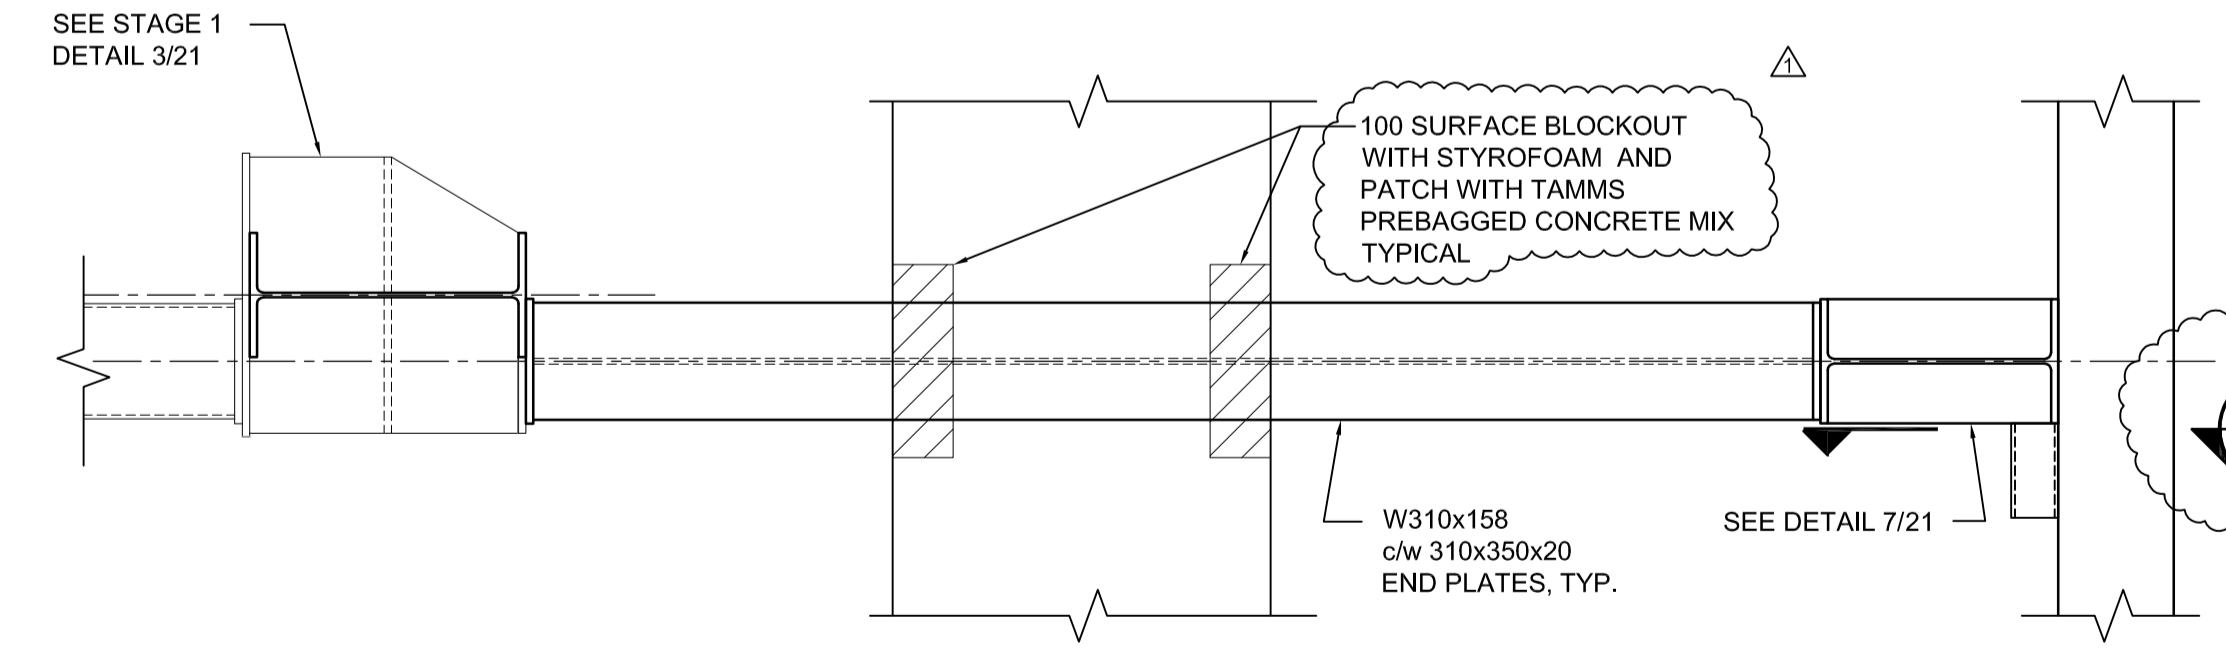 SEE STAGE 1
DETAIL 3/21
1
100 SURFACE BLOCKOUT
WITH STYROFOAM AND
PATCH WITH TAMMS
PREBAGGED CONCRETE MIX
TYPICAL
W310x158
c/w 310x350x20
END PLATES, TYP.
SEE DETAIL 7/21